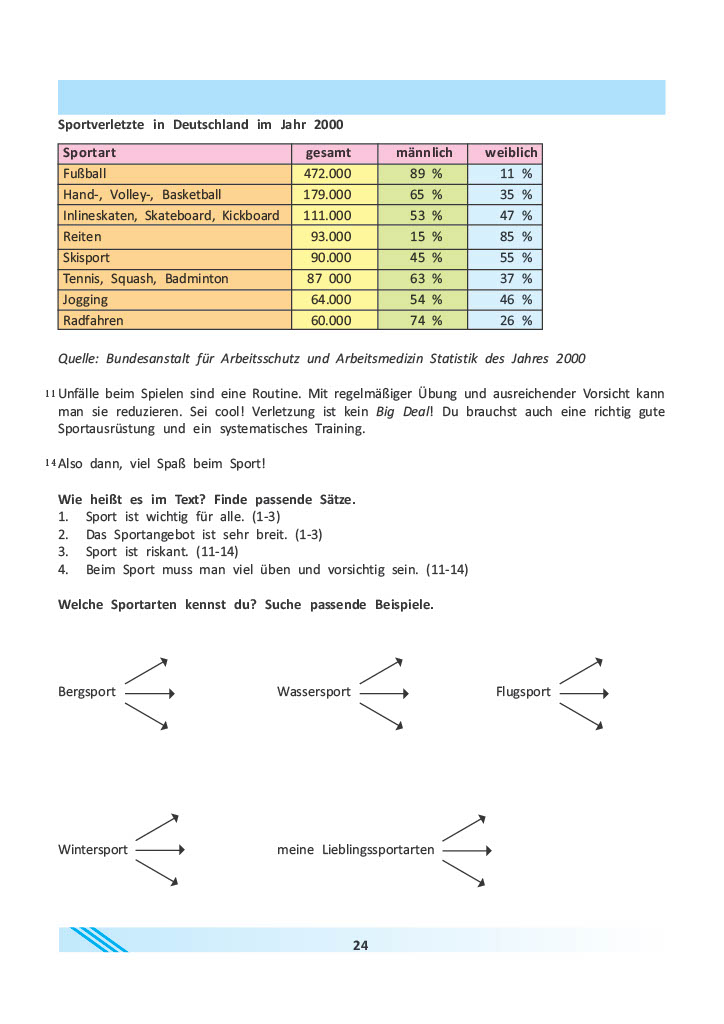 Sportverletzte in Deutschland im Jahr 2000
Sportart gesamt männlich weiblich
Fußball 472.000 89 % 11 %
Hand-, Volley-, Basketball 179.000 65 % 35 %
Inlineskaten, Skateboard, Kickboard 111.000 53 % 47 %
Reiten 93.000 15 % 85 %
Skisport 90.000 45 % 55 %
Tennis, Squash, Badminton 87 000 63 % 37 %
Jogging 64.000 54 % 46 %
Radfahren 60.000 74 % 26 %
Quelle: Bundesanstalt für Arbeitsschutz und Arbeitsmedizin Statistik des Jahres 2000
11 Unfälle beim Spielen sind eine Routine. Mit regelmäßiger Übung und ausreichender Vorsicht kann
man sie reduzieren. Sei cool! Verletzung ist kein Big Deal! Du brauchst auch eine richtig gute
Sportausrüstung und ein systematisches Training.
14 Also dann, viel Spaß beim Sport!
Wie heißt es im Text? Finde passende Sätze.
1. Sport ist wichtig für alle. (1-3)
2. Das Sportangebot ist sehr breit. (1-3)
3. Sport ist riskant. (11-14)
4. Beim Sport muss man viel üben und vorsichtig sein. (11-14)
Welche Sportarten kennst du? Suche passende Beispiele.
Bergsport Wassersport Flugsport
Wintersport meine Lieblingssportarten
24